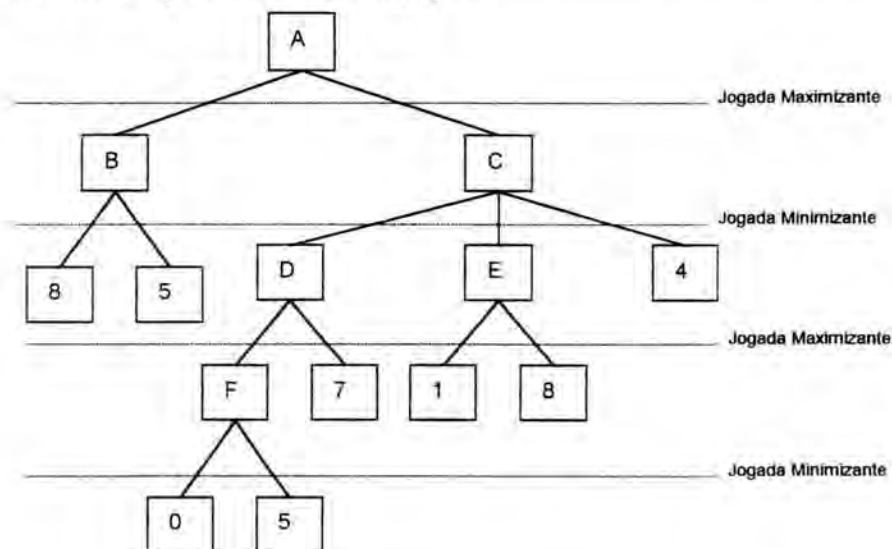 A
Jogada Maximizante
B C
Jogada Minimizante
8 5 D E 4
Jogada Maximizante
F 7 1 8
Jogada Minimizante
0 5